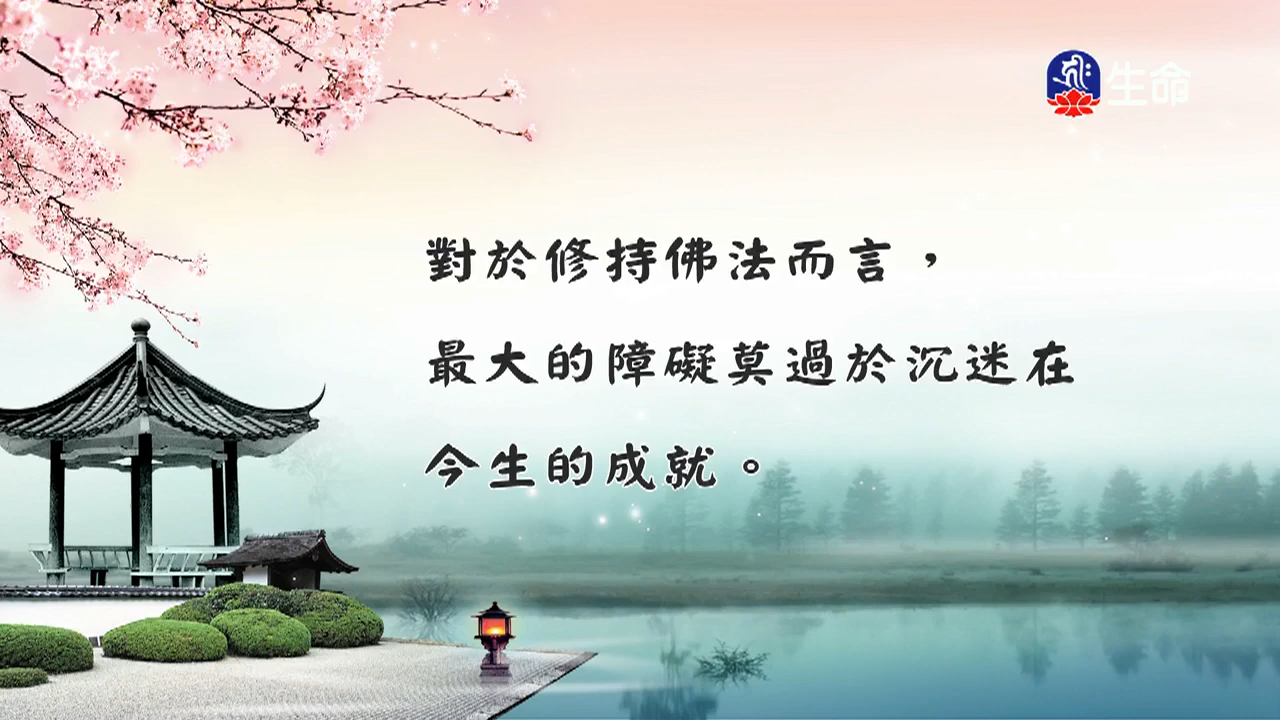 生命
對於修持佛法而言，
最大的障礙莫過於沉迷在
今生的成就。